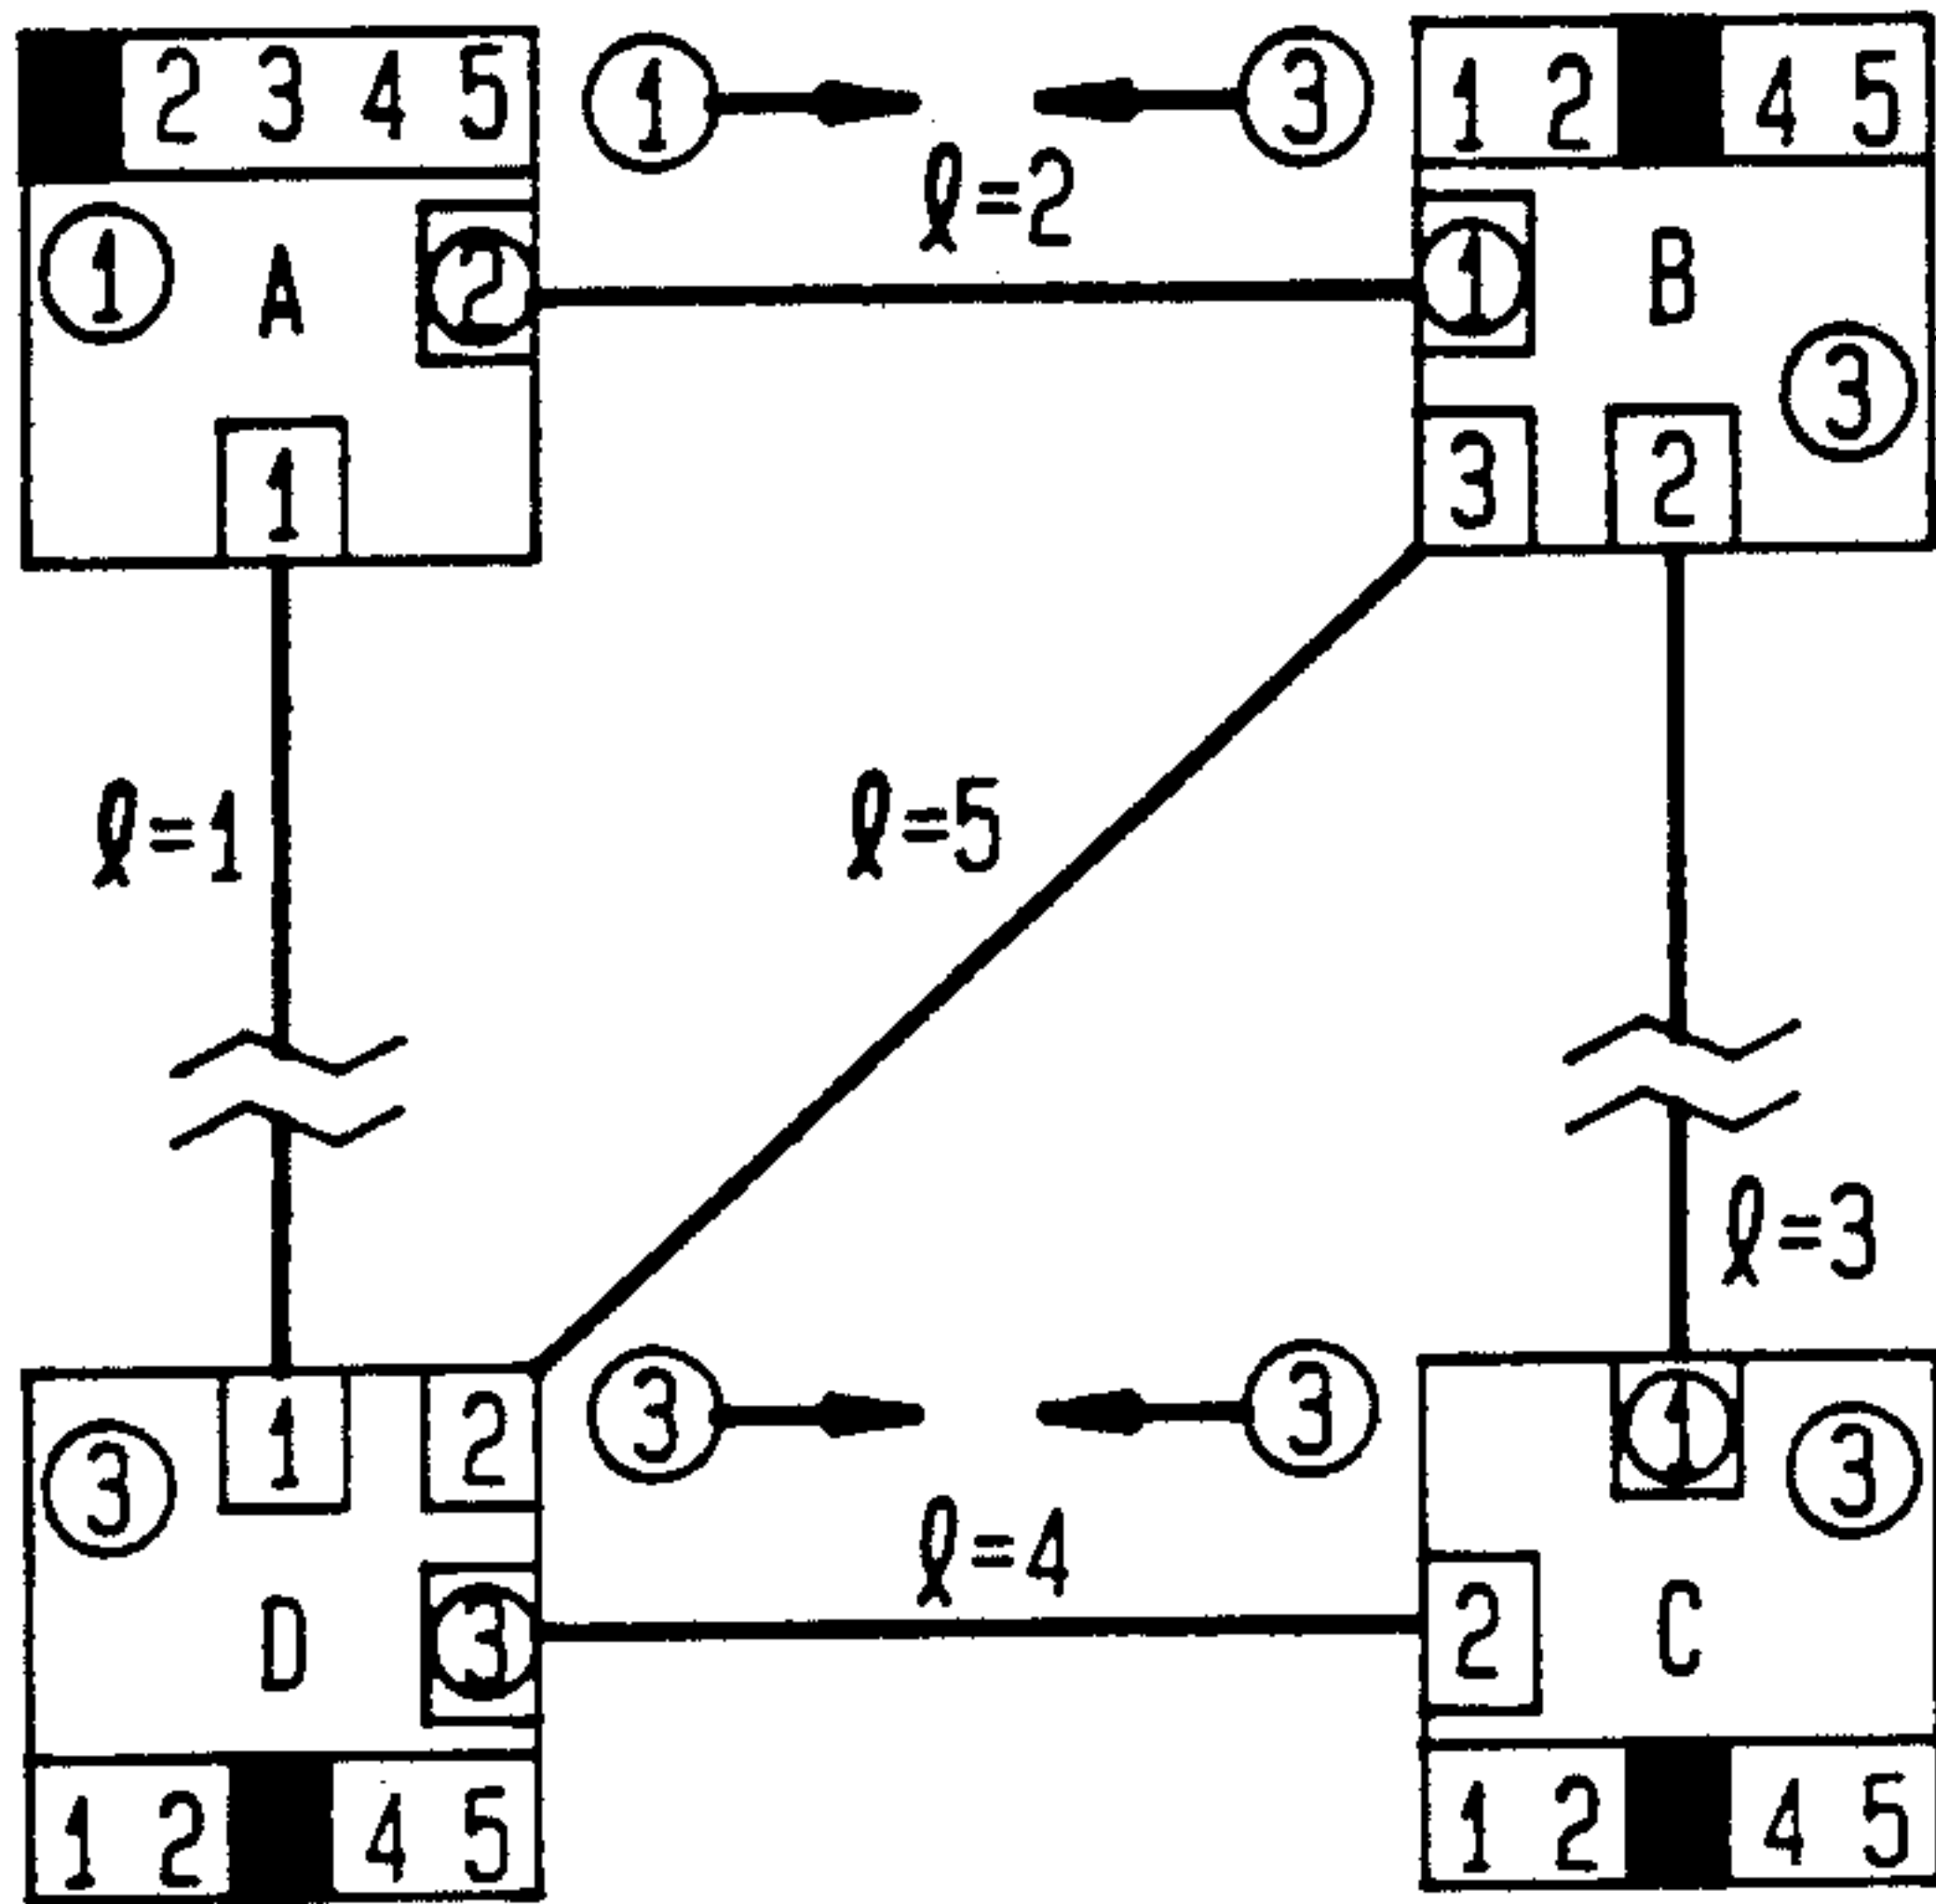 2 3 4 5 ① ③ 1 2 4 5
ℓ=2
① A ② ① B
③
1 3 2
ℓ=1 ℓ=5
ℓ=3
③ 1 2 ③ ③ ① ③
ℓ=4
D ③ 2 C
1 2 4 5 1 2 4 5